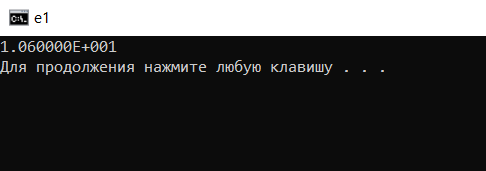 C:\. e1
1.060000E+001
Для продолжения нажмите любую клавишу . . .